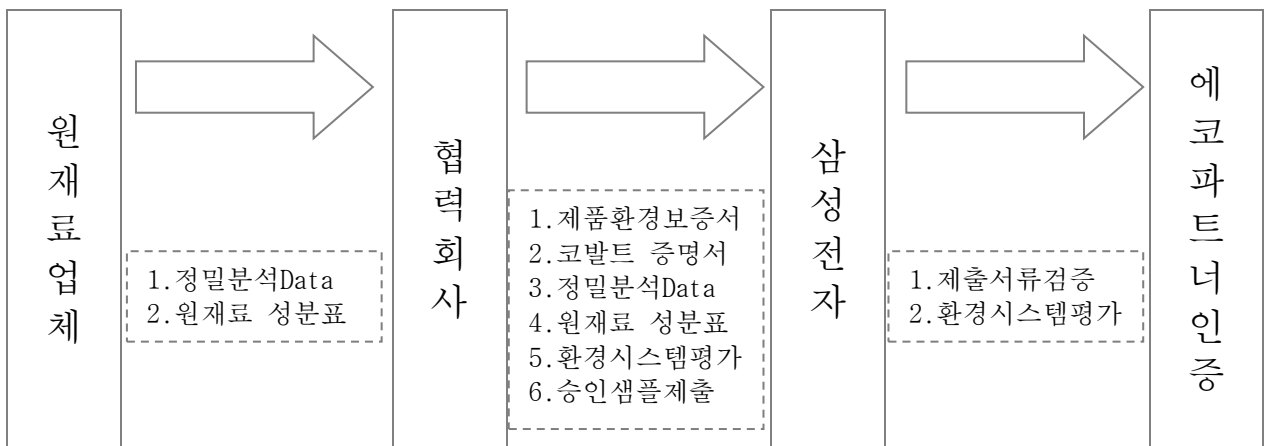 원재료업체
1.정밀분석Data
2.원재료 성분표
협력회사
1.제품환경보증서
2.코발트 증명서
3.정밀분석Data
4.원재료 성분표
5.환경시스템평가
6.승인샘플제출
삼성전자
1.제출서류검증
2.환경시스템평가
에코파트너인증